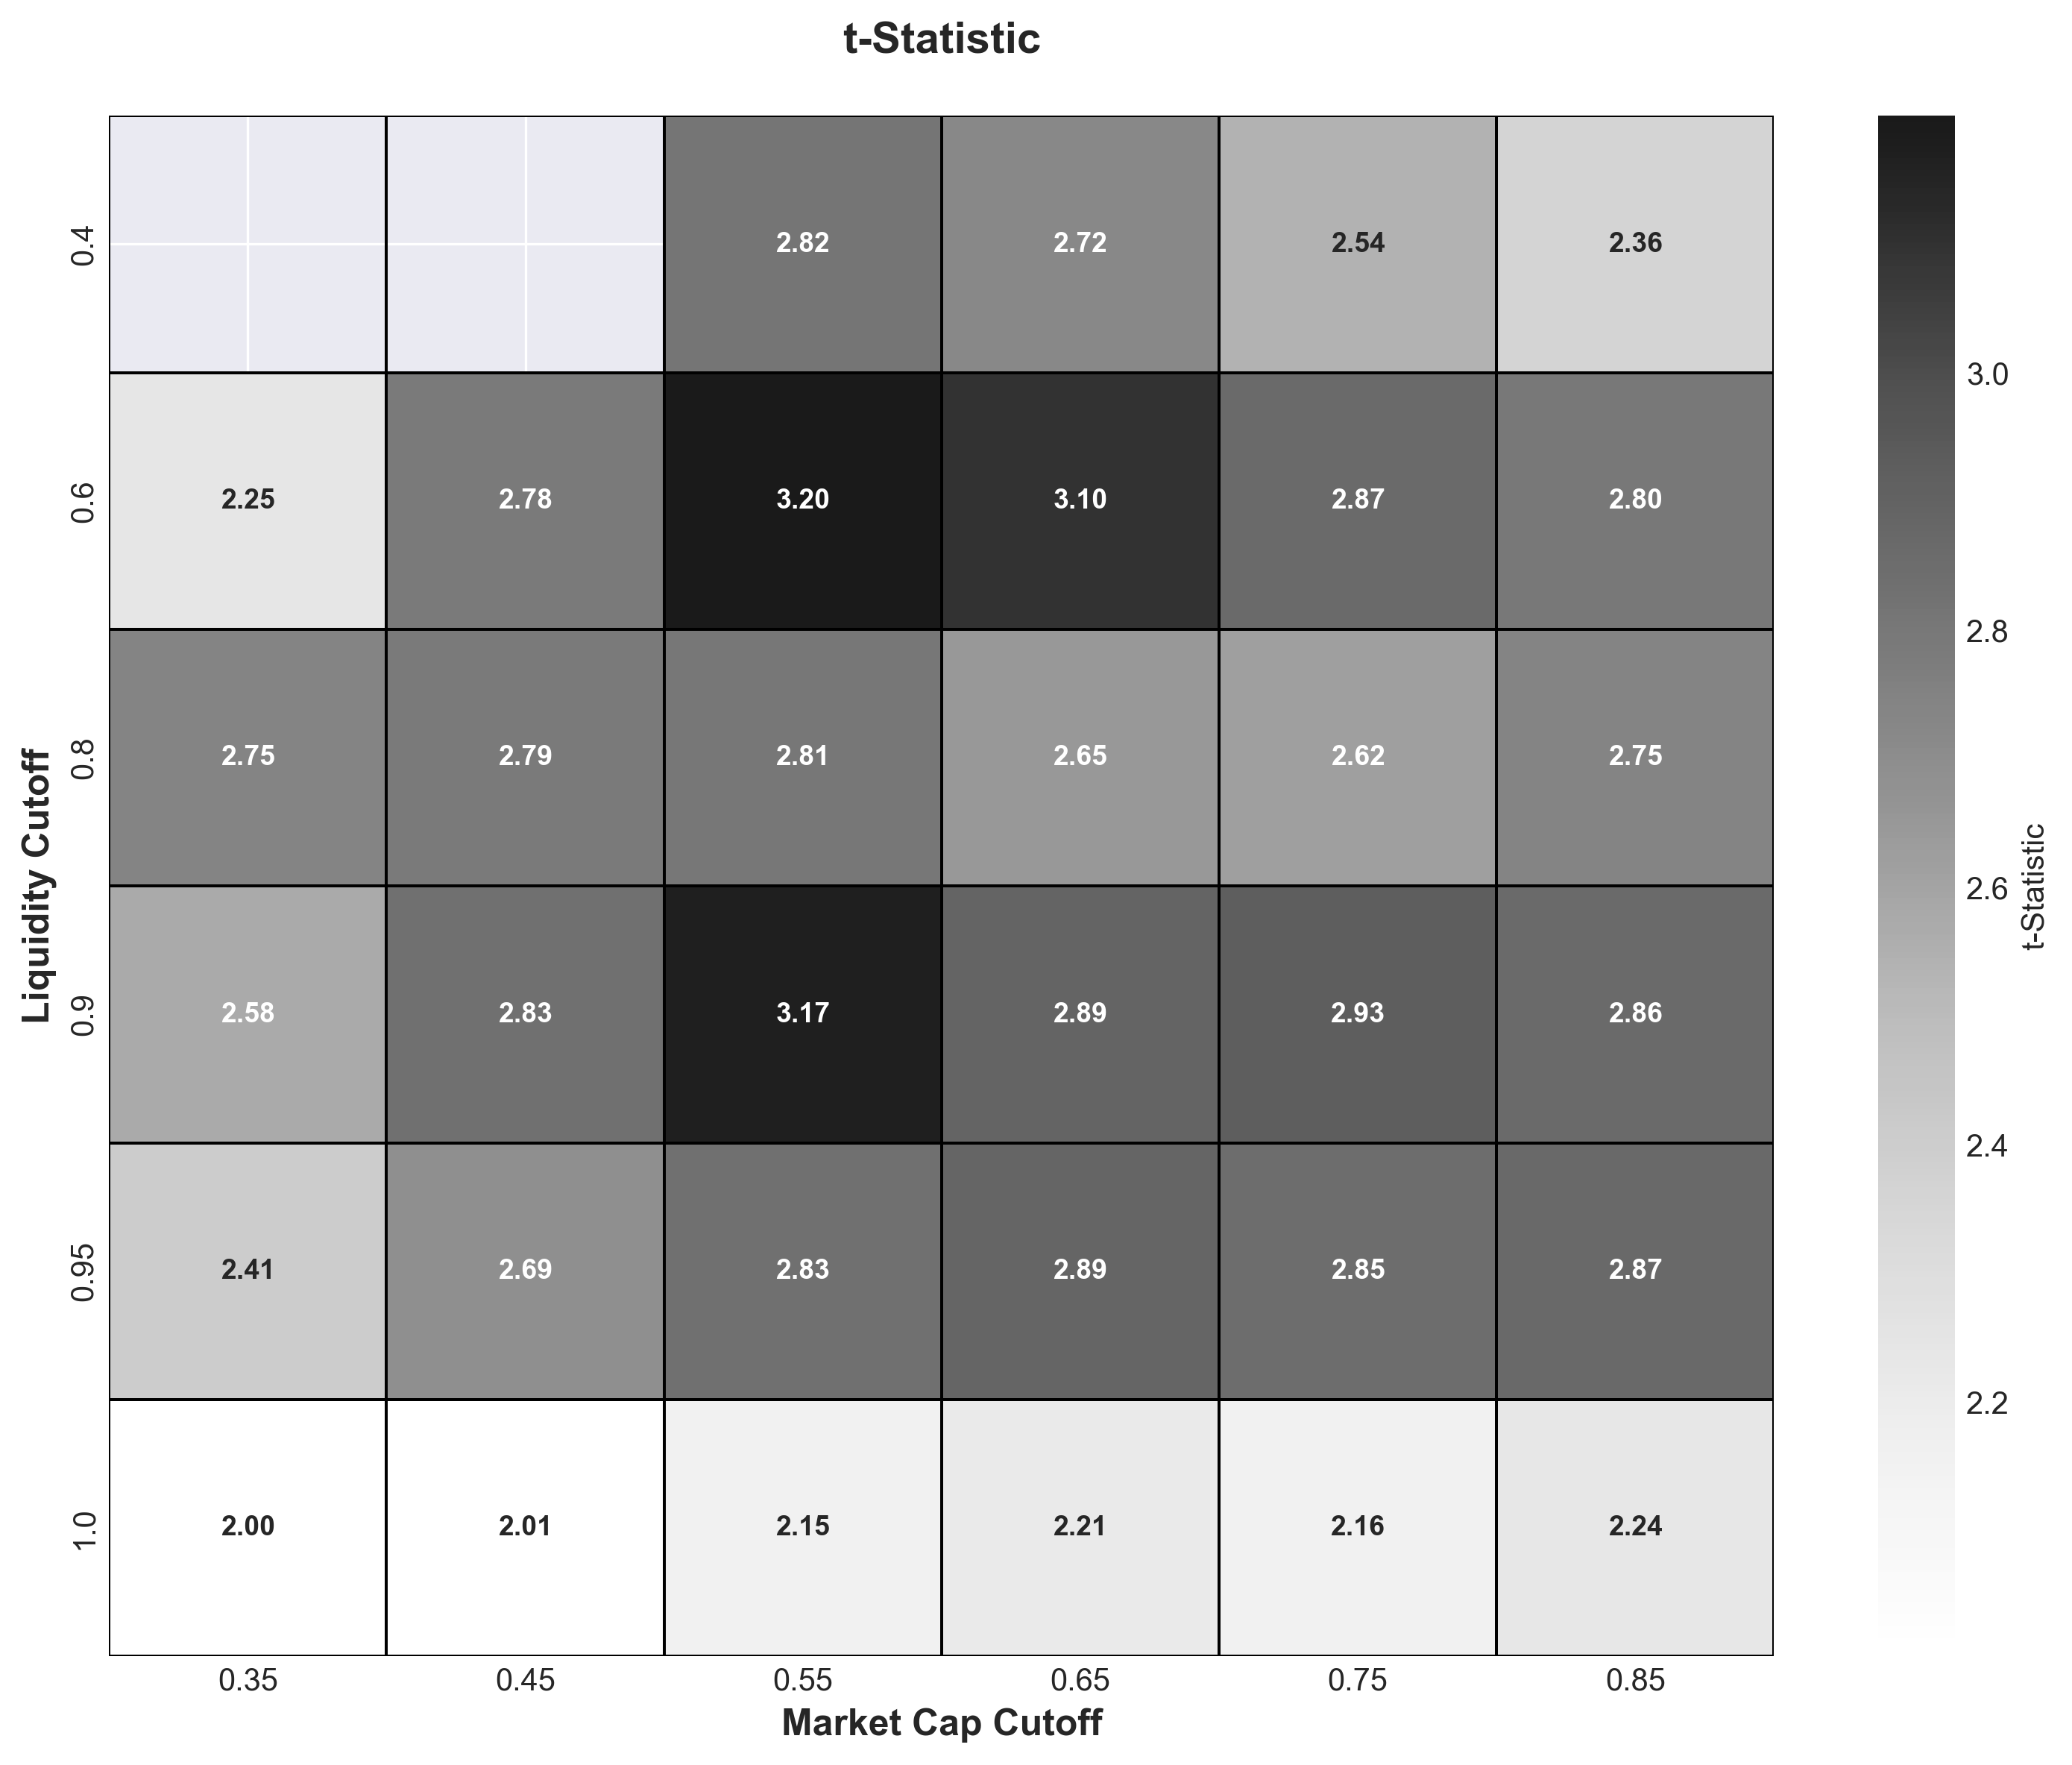 t-Statistic
0.4 2.82 2.72 2.54 2.36
0.6 2.25 2.78 3.20 3.10 2.87 2.80
0.8 2.75 2.79 2.81 2.65 2.62 2.75
0.9 2.58 2.83 3.17 2.89 2.93 2.86
0.95 2.41 2.69 2.83 2.89 2.85 2.87
1.0 2.00 2.01 2.15 2.21 2.16 2.24
0.35 0.45 0.55 0.65 0.75 0.85
Market Cap Cutoff
Liquidity Cutoff
3.0
2.8
2.6
2.4
2.2
t-Statistic